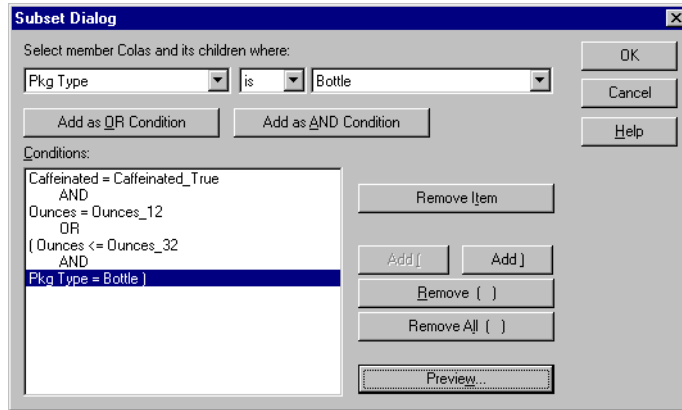 Subset Dialog
Select member Colas and its children where:
Pkg Type is Bottle
OK
Cancel
Help
Add as OR Condition Add as AND Condition
Conditions:
Caffeinated = Caffeinated_True
AND
Ounces = Ounces_12
OR
( Ounces <= Ounces_32
AND
Pkg Type = Bottle )
Remove Item
Add ( Add )
Remove ( )
Remove All ( )
Preview...